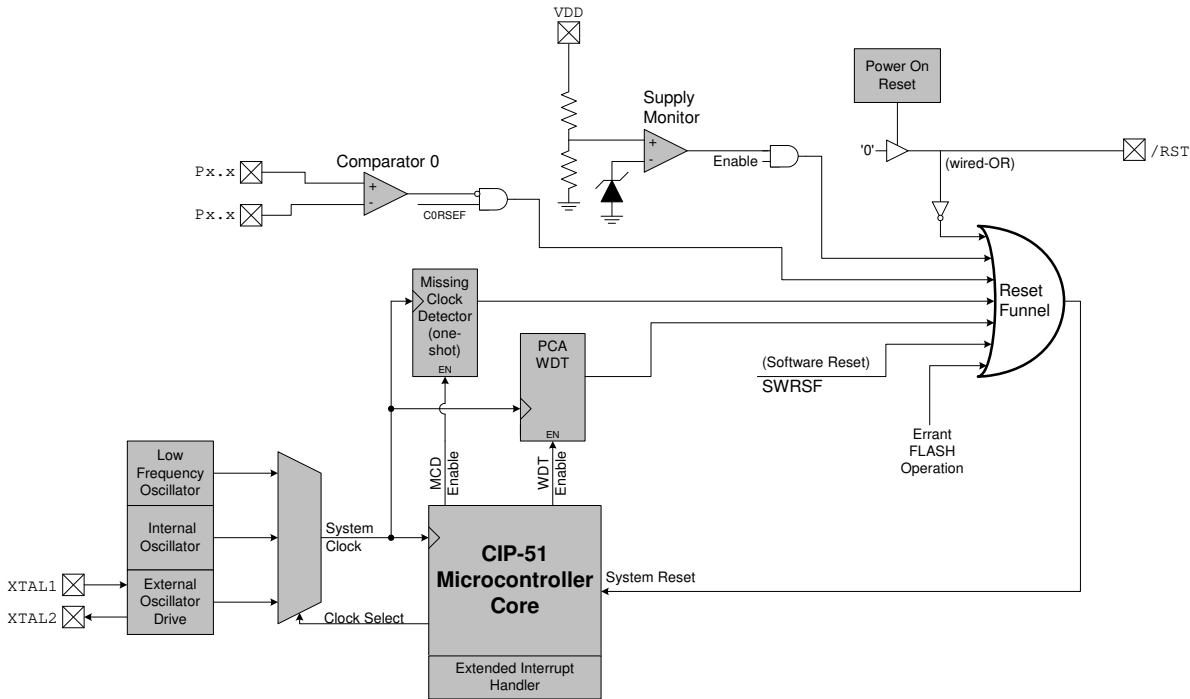 VDD
Power On
Reset
Supply
Monitor
+
-
Enable
'0'
/RST
(wired-OR)
Comparator 0
Px.x
+
Px.x
-
C0RSEF
Missing
Clock
Detector
(one-
shot)
EN
Reset
Funnel
PCA
WDT
EN
(Software Reset)
SWRSF
Errant
FLASH
Operation
MCD
Enable
WDT
Enable
Low
Frequency
Oscillator
Internal
Oscillator
System
Clock
CIP-51
Microcontroller
Core
System Reset
XTAL1
XTAL2
External
Oscillator
Drive
Clock Select
Extended Interrupt
Handler